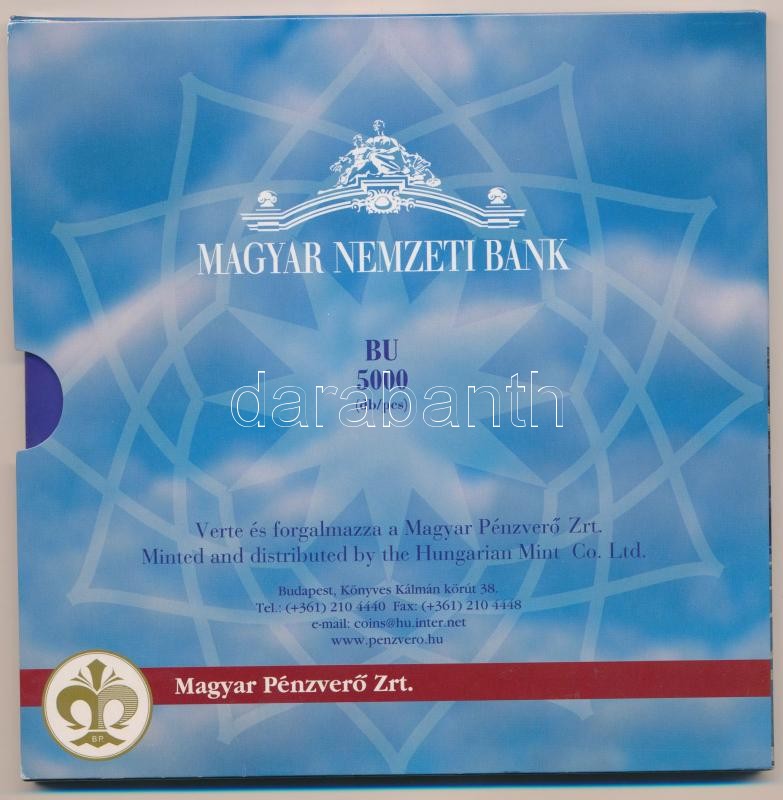 MAGYAR NEMZETI BANK
BU
5000
(db/pcs)
darabanth
Verte és forgalmazza a Magyar Pénzverő Zrt.
Minted and distributed by the Hungarian Mint Co. Ltd.
Budapest, Könyves Kálmán körút 38.
Tel.: (+361) 210 4440 Fax: (+361) 210 4448
e-mail: coins@hu.inter.net
www.penzvero.hu
BP.
Magyar Pénzverő Zrt.